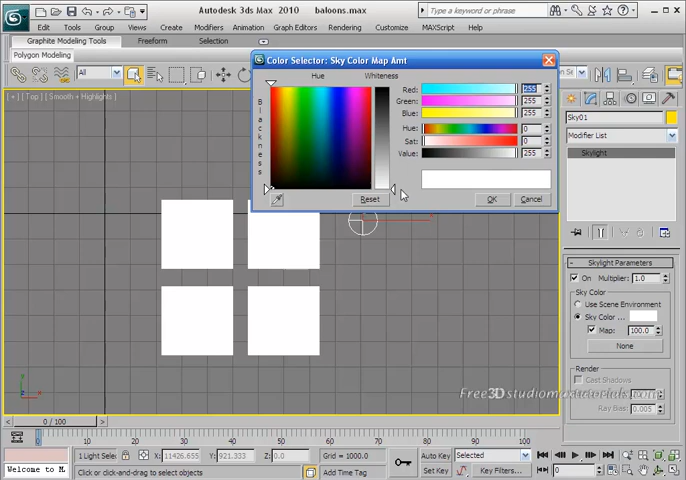 Autodesk 3ds Max 2010 baloons.max
Type a keyword or phrase
File Edit Tools Group Views Create Modifiers Animation Graph Editors Rendering Customize MAXScript Help
Graphite Modeling Tools Freeform Selection
Polygon Modeling
All
[ + ] [ Top ] [ Smooth + Highlights ]
Color Selector: Sky Color Map Amt
Hue Whiteness
Blackness
Red: 255
Green: 255
Blue: 255
Hue: 0
Sat: 0
Value: 255
Reset OK Cancel
Sky01
Modifier List
Skylight
Skylight Parameters
On Multiplier: 1.0
Sky Color
Use Scene Environment
Sky Color ...
Map: 100.0
None
Render
Cast Shadows
Ray Bias: 0.005
Free3Dstudiomaxtutorials.com
0 / 100
0 10 20 30 40 50 60 70 80 90 100
1 Light Selec X: 11426.655 Y: 921.333 Z: 0.0 Grid = 1000.0 Auto Key Selected
Welcome to M Click or click-and-drag to select objects Add Time Tag Set Key Key Filters... 0